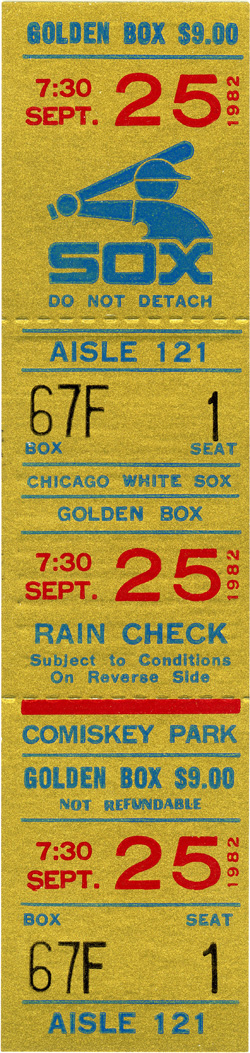 GOLDEN BOX $9.00
7:30
SEPT. 25 1982
SOX
DO NOT DETACH
AISLE 121
67F 1
BOX SEAT
CHICAGO WHITE SOX
GOLDEN BOX
7:30
SEPT. 25 1982
RAIN CHECK
Subject to Conditions
On Reverse Side
COMISKEY PARK
GOLDEN BOX $9.00
NOT REFUNDABLE
7:30
SEPT. 25 1982
BOX SEAT
67F 1
AISLE 121